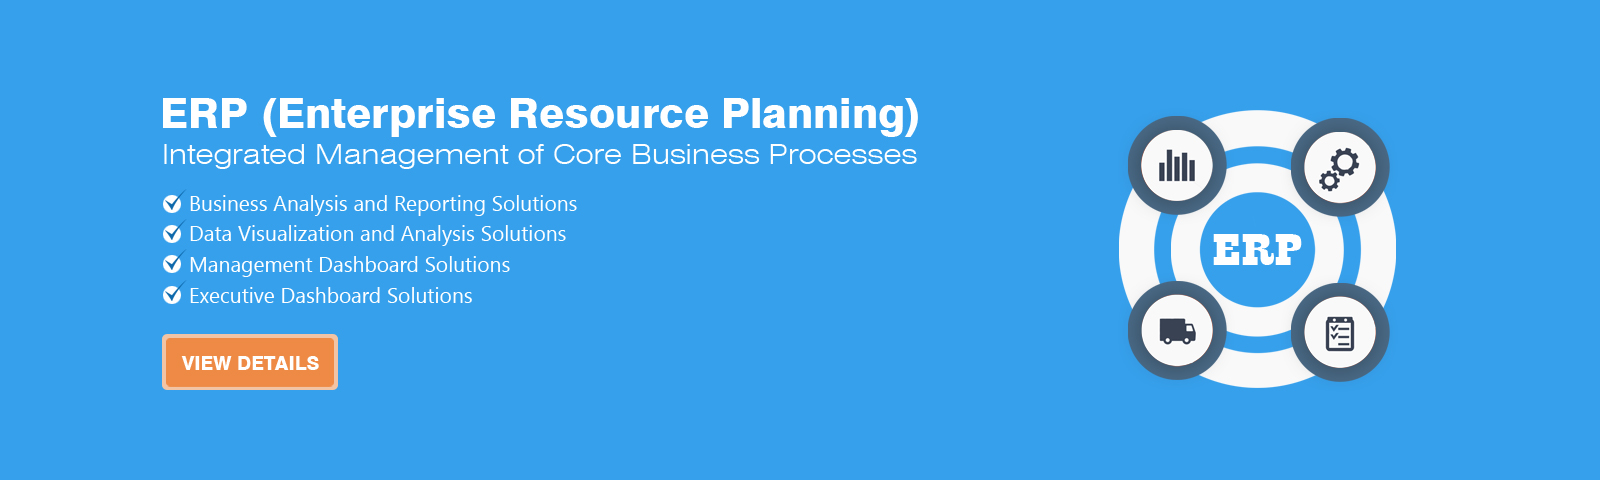 ERP (Enterprise Resource Planning)
Integrated Management of Core Business Processes
Business Analysis and Reporting Solutions
Data Visualization and Analysis Solutions
Management Dashboard Solutions
Executive Dashboard Solutions
VIEW DETAILS
ERP